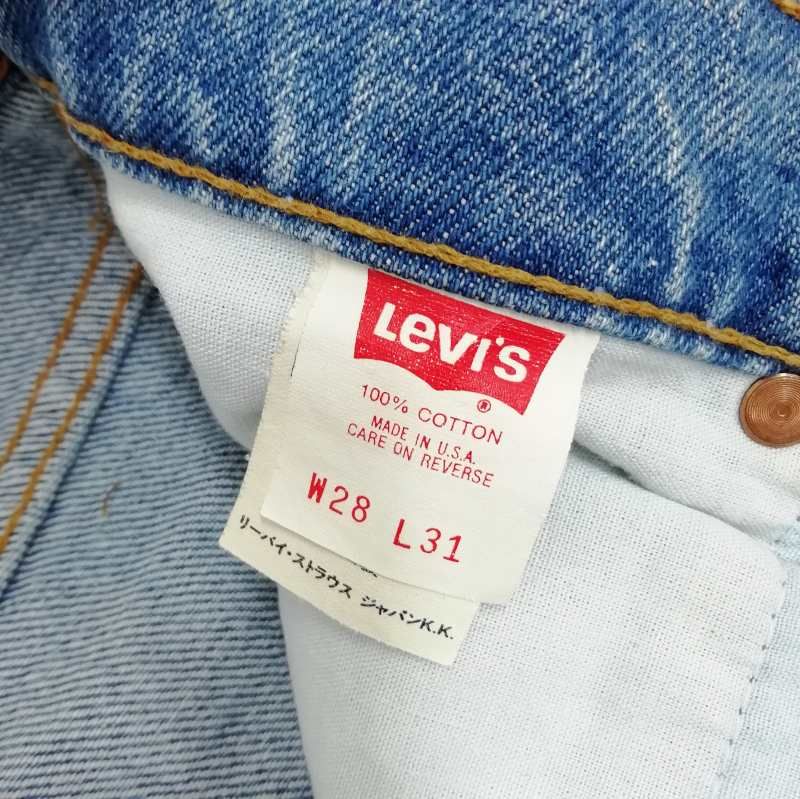 Levi's ®
100% COTTON
MADE IN U.S.A.
CARE ON REVERSE
W28 L31
リーバイ・ストラウス ジャパンK.K.